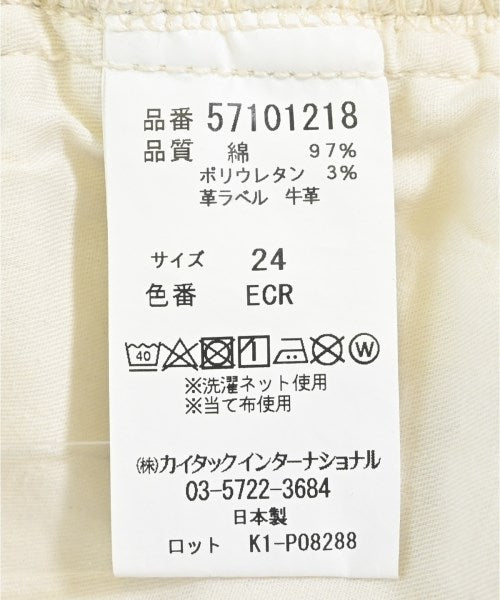 品番 57101218
品質 綿 97%
ポリウレタン 3%
革ラベル 牛革
サイズ 24
色番 ECR
40 W
※洗濯ネット使用
※当て布使用
㈱カイタックインターナショナル
03-5722-3684
日本製
ロット K1-P08288